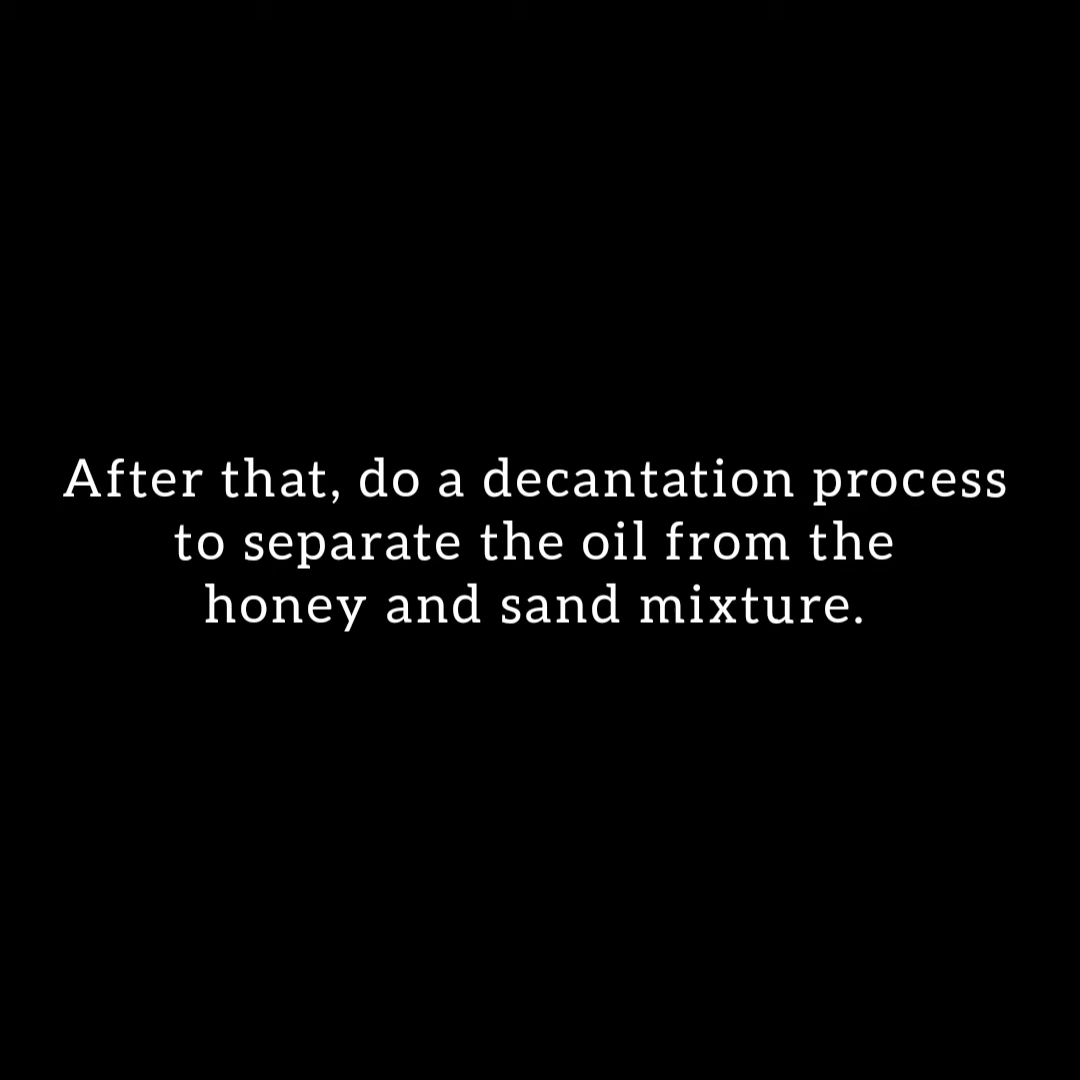 After that, do a decantation process
to separate the oil from the
honey and sand mixture.